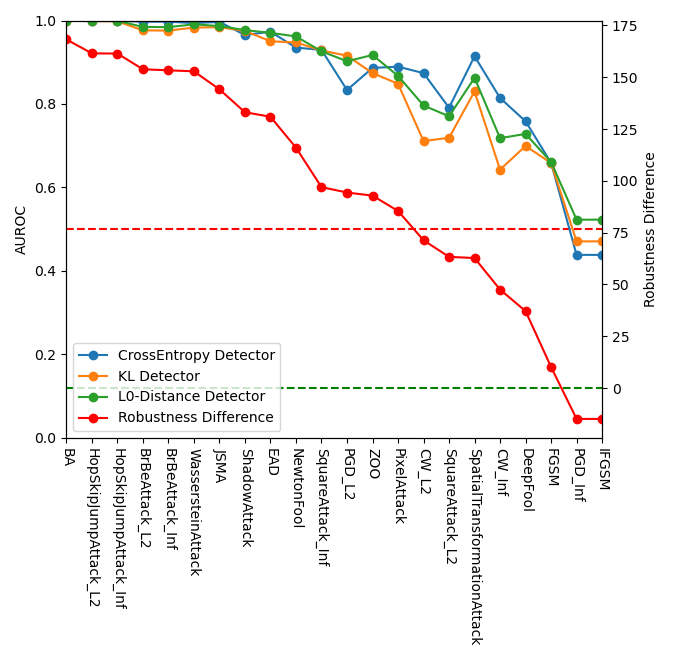 1.0
0.8
0.6
0.4
0.2
0.0
AUROC
175
150
125
100
75
50
25
0
Robustness Difference
CrossEntropy Detector
KL Detector
L0-Distance Detector
Robustness Difference
BA
HopSkipJumpAttack_L2
HopSkipJumpAttack_Inf
BrBeAttack_L2
BrBeAttack_Inf
WassersteinAttack
JSMA
ShadowAttack
EAD
NewtonFool
SquareAttack_Inf
PGD_L2
ZOO
PixelAttack
CW_L2
SquareAttack_L2
SpatialTransformationAttack
CW_Inf
DeepFool
FGSM
PGD_Inf
IFGSM